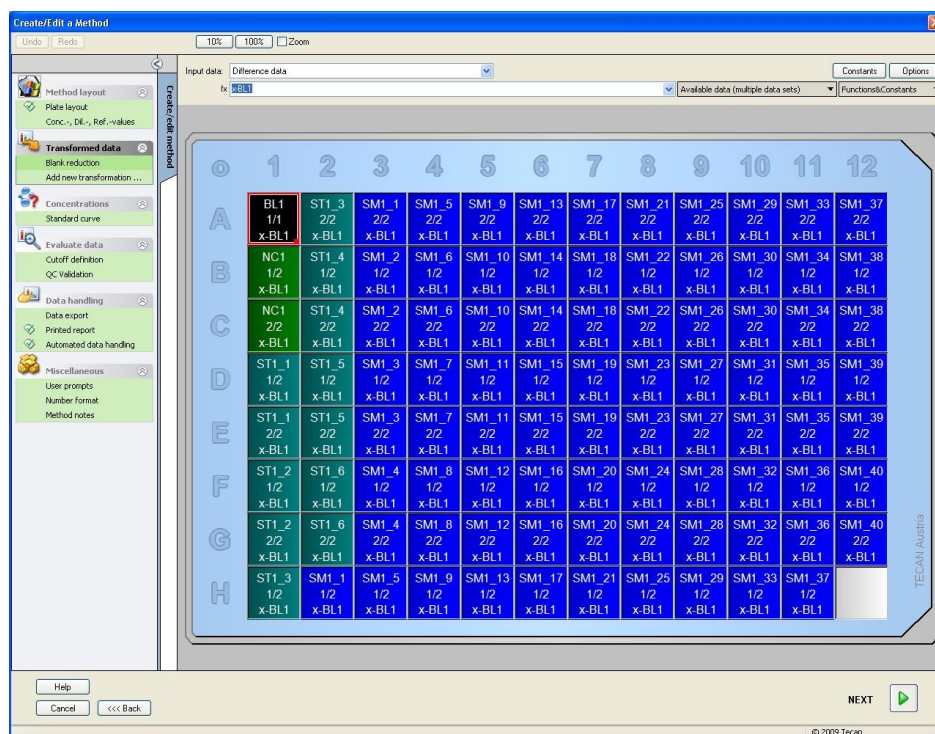 Create/Edit a Method
Undo Redo 10% 100% Zoom
Input data: Difference data Constants Options
fx x-BL1 Available data (multiple data sets) Functions&Constants
Create/edit method
Method layout
Plate layout
Conc.-, Dil.-, Ref.-values
Transformed data
Blank reduction
Add new transformation ...
Concentrations
Standard curve
Evaluate data
Cutoff definition
QC Validation
Data handling
Data export
Printed report
Automated data handling
Miscellaneous
User prompts
Number format
Method notes
1 2 3 4 5 6 7 8 9 10 11 12
A
BL1 ST1_3 SM1_1 SM1_5 SM1_9 SM1_13 SM1_17 SM1_21 SM1_25 SM1_29 SM1_33 SM1_37
1/1 2/2 2/2 2/2 2/2 2/2 2/2 2/2 2/2 2/2 2/2 2/2
x-BL1 x-BL1 x-BL1 x-BL1 x-BL1 x-BL1 x-BL1 x-BL1 x-BL1 x-BL1 x-BL1 x-BL1
B
NC1 ST1_4 SM1_2 SM1_6 SM1_10 SM1_14 SM1_18 SM1_22 SM1_26 SM1_30 SM1_34 SM1_38
1/2 1/2 1/2 1/2 1/2 1/2 1/2 1/2 1/2 1/2 1/2 1/2
x-BL1 x-BL1 x-BL1 x-BL1 x-BL1 x-BL1 x-BL1 x-BL1 x-BL1 x-BL1 x-BL1 x-BL1
C
NC1 ST1_4 SM1_2 SM1_6 SM1_10 SM1_14 SM1_18 SM1_22 SM1_26 SM1_30 SM1_34 SM1_38
2/2 2/2 2/2 2/2 2/2 2/2 2/2 2/2 2/2 2/2 2/2 2/2
x-BL1 x-BL1 x-BL1 x-BL1 x-BL1 x-BL1 x-BL1 x-BL1 x-BL1 x-BL1 x-BL1 x-BL1
D
ST1_1 ST1_5 SM1_3 SM1_7 SM1_11 SM1_15 SM1_19 SM1_23 SM1_27 SM1_31 SM1_35 SM1_39
1/2 1/2 1/2 1/2 1/2 1/2 1/2 1/2 1/2 1/2 1/2 1/2
x-BL1 x-BL1 x-BL1 x-BL1 x-BL1 x-BL1 x-BL1 x-BL1 x-BL1 x-BL1 x-BL1 x-BL1
E
ST1_1 ST1_5 SM1_3 SM1_7 SM1_11 SM1_15 SM1_19 SM1_23 SM1_27 SM1_31 SM1_35 SM1_39
2/2 2/2 2/2 2/2 2/2 2/2 2/2 2/2 2/2 2/2 2/2 2/2
x-BL1 x-BL1 x-BL1 x-BL1 x-BL1 x-BL1 x-BL1 x-BL1 x-BL1 x-BL1 x-BL1 x-BL1
F
ST1_2 ST1_6 SM1_4 SM1_8 SM1_12 SM1_16 SM1_20 SM1_24 SM1_28 SM1_32 SM1_36 SM1_40
1/2 1/2 1/2 1/2 1/2 1/2 1/2 1/2 1/2 1/2 1/2 1/2
x-BL1 x-BL1 x-BL1 x-BL1 x-BL1 x-BL1 x-BL1 x-BL1 x-BL1 x-BL1 x-BL1 x-BL1
G
ST1_2 ST1_6 SM1_4 SM1_8 SM1_12 SM1_16 SM1_20 SM1_24 SM1_28 SM1_32 SM1_36 SM1_40
2/2 2/2 2/2 2/2 2/2 2/2 2/2 2/2 2/2 2/2 2/2 2/2
x-BL1 x-BL1 x-BL1 x-BL1 x-BL1 x-BL1 x-BL1 x-BL1 x-BL1 x-BL1 x-BL1 x-BL1
H
ST1_3 SM1_1 SM1_5 SM1_9 SM1_13 SM1_17 SM1_21 SM1_25 SM1_29 SM1_33 SM1_37
1/2 1/2 1/2 1/2 1/2 1/2 1/2 1/2 1/2 1/2 1/2
x-BL1 x-BL1 x-BL1 x-BL1 x-BL1 x-BL1 x-BL1 x-BL1 x-BL1 x-BL1 x-BL1
TECAN Austria
Help
Cancel <<< Back
NEXT
© 2009 Tecan